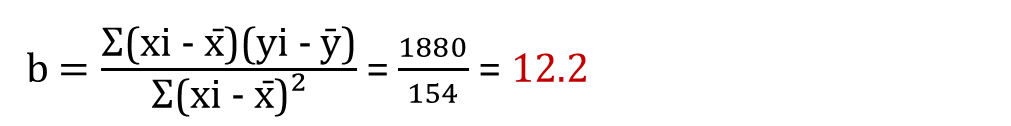 b = Σ(xi - x̄)(yi - ȳ) / Σ(xi - x̄)² = 1880 / 154 = 12.2